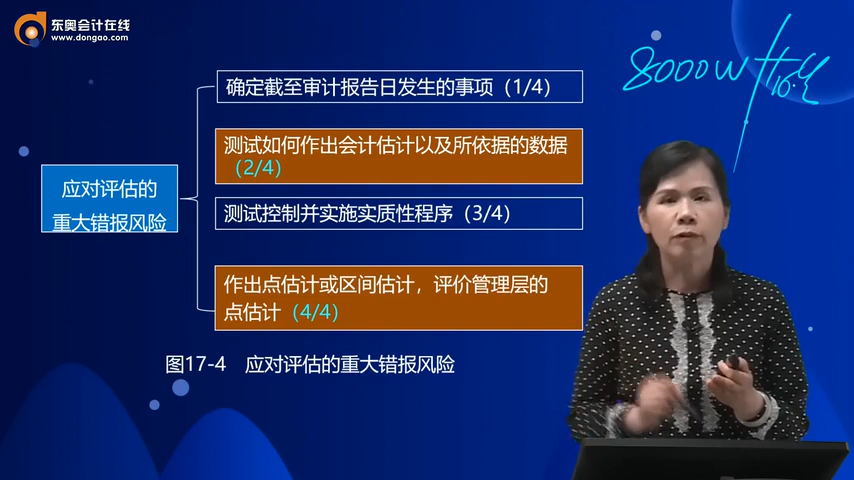 东奥会计在线
www.dongao.com
8000W
确定截至审计报告日发生的事项（1/4）
测试如何作出会计估计以及所依据的数据
（2/4）
应对评估的
重大错报风险
测试控制并实施实质性程序（3/4）
作出点估计或区间估计，评价管理层的
点估计（4/4）
图17-4 应对评估的重大错报风险